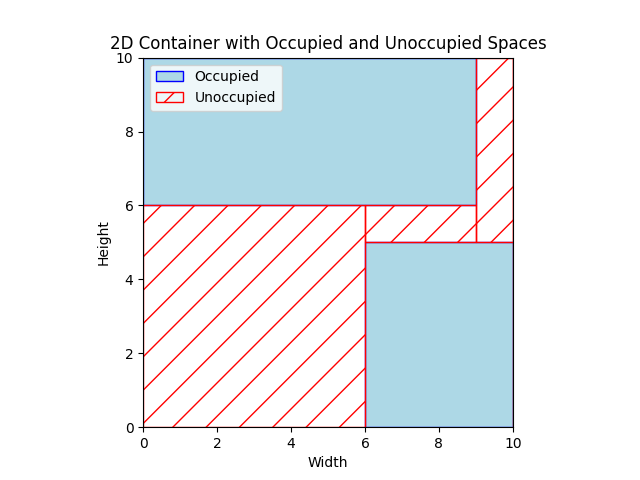 2D Container with Occupied and Unoccupied Spaces
Occupied
Unoccupied
Height
10
8
6
4
2
0
0 2 4 6 8 10
Width